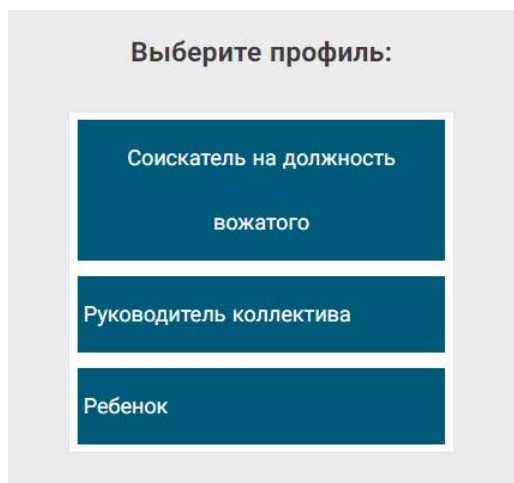 Выберите профиль:
Соискатель на должность
вожатого
Руководитель коллектива
Ребенок